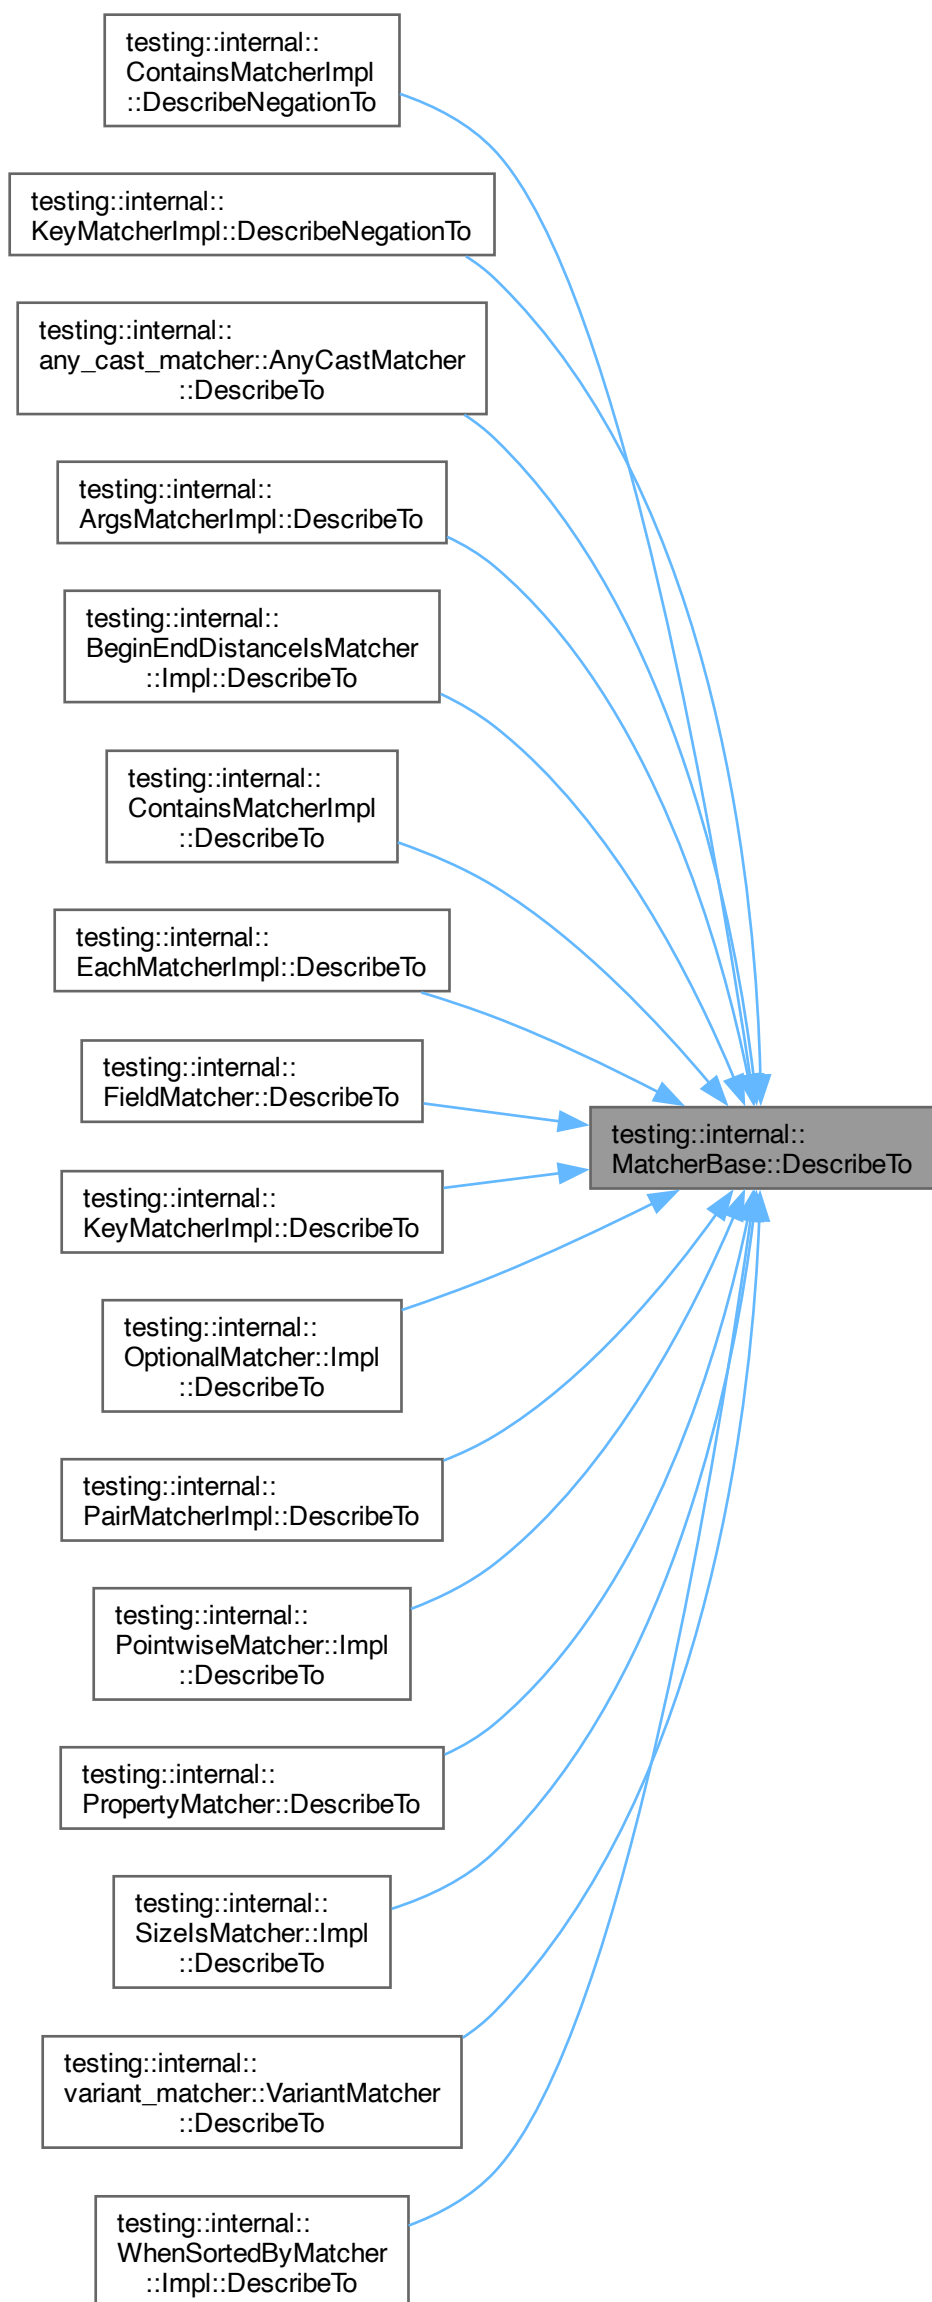 testing::internal::
ContainsMatcherImpl
::DescribeNegationTo
testing::internal::
KeyMatcherImpl::DescribeNegationTo
testing::internal::
any_cast_matcher::AnyCastMatcher
::DescribeTo
testing::internal::
ArgsMatcherImpl::DescribeTo
testing::internal::
BeginEndDistanceIsMatcher
::Impl::DescribeTo
testing::internal::
ContainsMatcherImpl
::DescribeTo
testing::internal::
EachMatcherImpl::DescribeTo
testing::internal::
FieldMatcher::DescribeTo
testing::internal::
MatcherBase::DescribeTo
testing::internal::
KeyMatcherImpl::DescribeTo
testing::internal::
OptionalMatcher::Impl
::DescribeTo
testing::internal::
PairMatcherImpl::DescribeTo
testing::internal::
PointwiseMatcher::Impl
::DescribeTo
testing::internal::
PropertyMatcher::DescribeTo
testing::internal::
SizeIsMatcher::Impl
::DescribeTo
testing::internal::
variant_matcher::VariantMatcher
::DescribeTo
testing::internal::
WhenSortedByMatcher
::Impl::DescribeTo